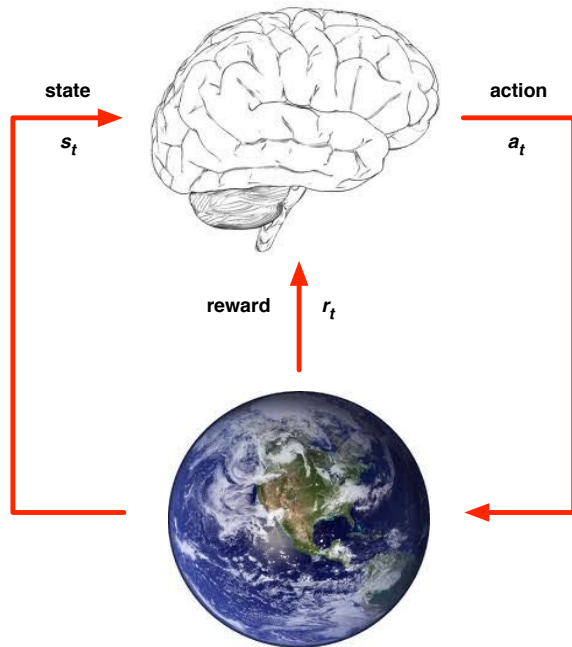 state
s_t
action
a_t
reward r_t